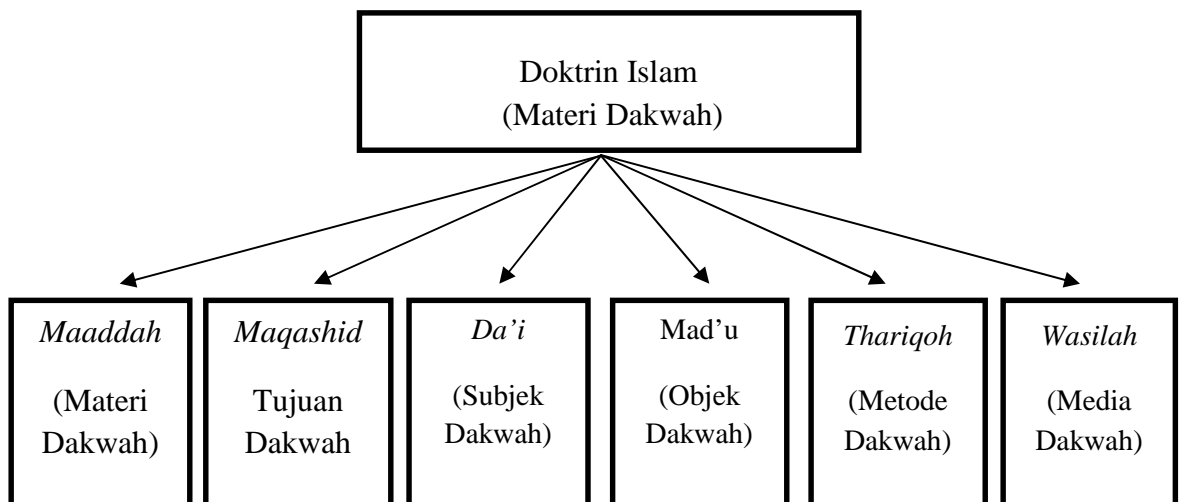 Doktrin Islam
(Materi Dakwah)
Maaddah
(Materi
Dakwah)
Maqashid
Tujuan
Dakwah
Da’i
(Subjek
Dakwah)
Mad’u
(Objek
Dakwah)
Thariqoh
(Metode
Dakwah)
Wasilah
(Media
Dakwah)